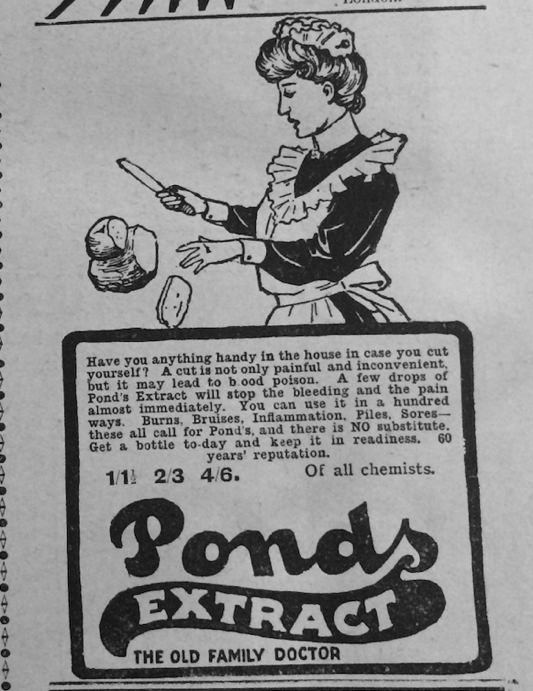 London.
Have you anything handy in the house in case you cut
yourself? A cut is not only painful and inconvenient,
but it may lead to b.ood poison. A few drops of
Pond's Extract will stop the bleeding and the pain
almost immediately. You can use it in a hundred
ways. Burns, Bruises, Inflammation, Piles, Sores—
these all call for Pond's, and there is NO substitute.
Get a bottle to-day and keep it in readiness. 60
years' reputation.
1/1½ 2/3 4/6. Of all chemists.
Ponds
EXTRACT
THE OLD FAMILY DOCTOR